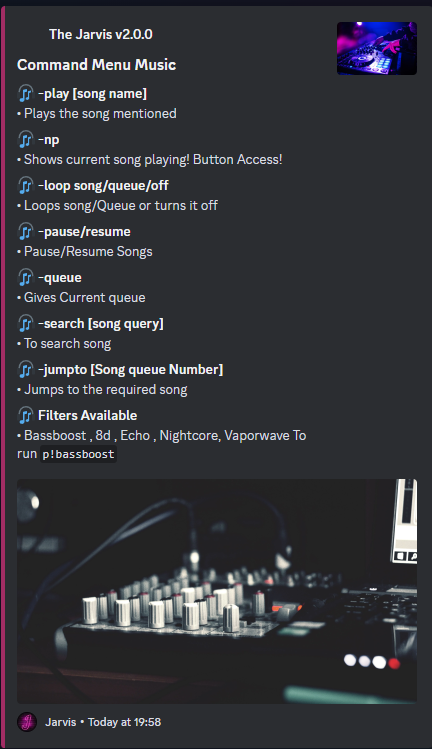 The Jarvis v2.0.0
Command Menu Music
-play [song name]
• Plays the song mentioned
-np
• Shows current song playing! Button Access!
-loop song/queue/off
• Loops song/Queue or turns it off
-pause/resume
• Pause/Resume Songs
-queue
• Gives Current queue
-search [song query]
• To search song
-jumpto [Song queue Number]
• Jumps to the required song
Filters Available
• Bassboost , 8d , Echo , Nightcore, Vaporwave To
run p!bassboost
Jarvis • Today at 19:58